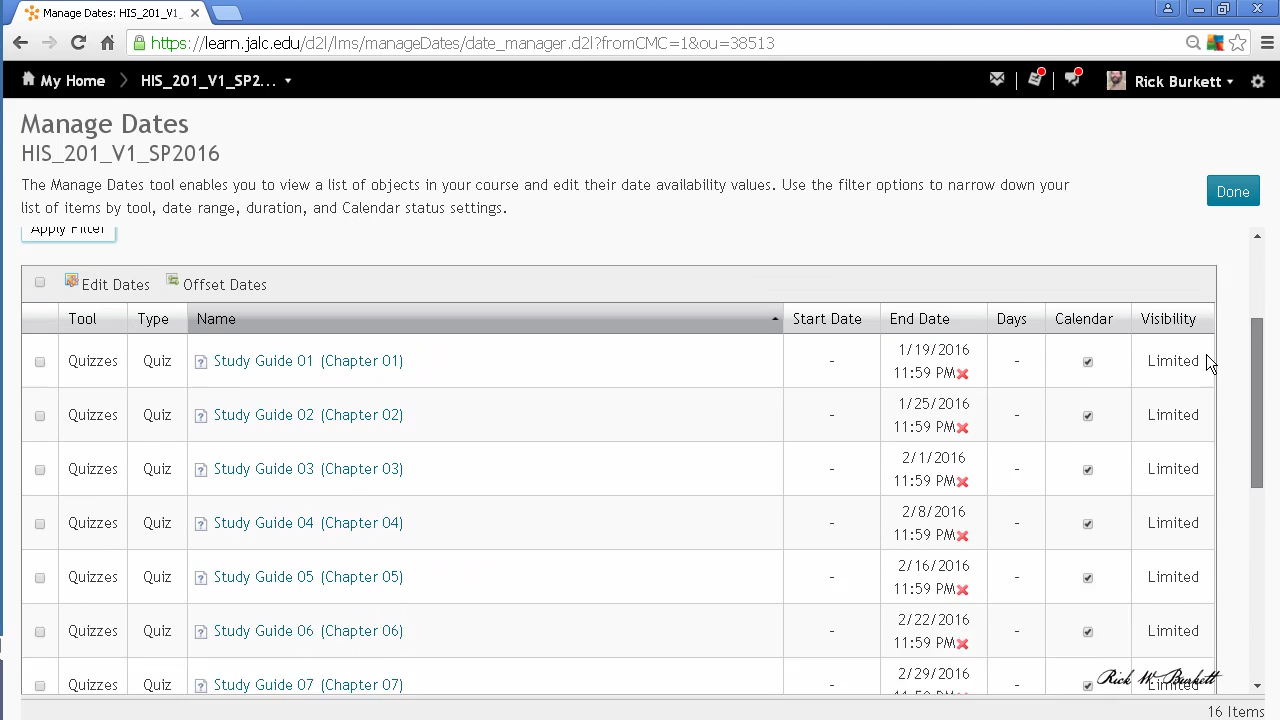 Manage Dates: HIS_201_V1_
https://learn.jalc.edu/d2l/lms/manageDates/date_manager.d2l?fromCMC=1&ou=38513
My Home HIS_201_V1_SP2... Rick Burkett
Manage Dates
HIS_201_V1_SP2016
The Manage Dates tool enables you to view a list of objects in your course and edit their date availability values. Use the filter options to narrow down your
list of items by tool, date range, duration, and Calendar status settings.
Done
Apply Filter
Edit Dates Offset Dates
Tool Type Name Start Date End Date Days Calendar Visibility
Quizzes Quiz Study Guide 01 (Chapter 01) - 1/19/2016 11:59 PM - Limited
Quizzes Quiz Study Guide 02 (Chapter 02) - 1/25/2016 11:59 PM - Limited
Quizzes Quiz Study Guide 03 (Chapter 03) - 2/1/2016 11:59 PM - Limited
Quizzes Quiz Study Guide 04 (Chapter 04) - 2/8/2016 11:59 PM - Limited
Quizzes Quiz Study Guide 05 (Chapter 05) - 2/16/2016 11:59 PM - Limited
Quizzes Quiz Study Guide 06 (Chapter 06) - 2/22/2016 11:59 PM - Limited
Quizzes Quiz Study Guide 07 (Chapter 07) - 2/29/2016 11:59 PM - Limited
Rick W. Burkett
16 Items